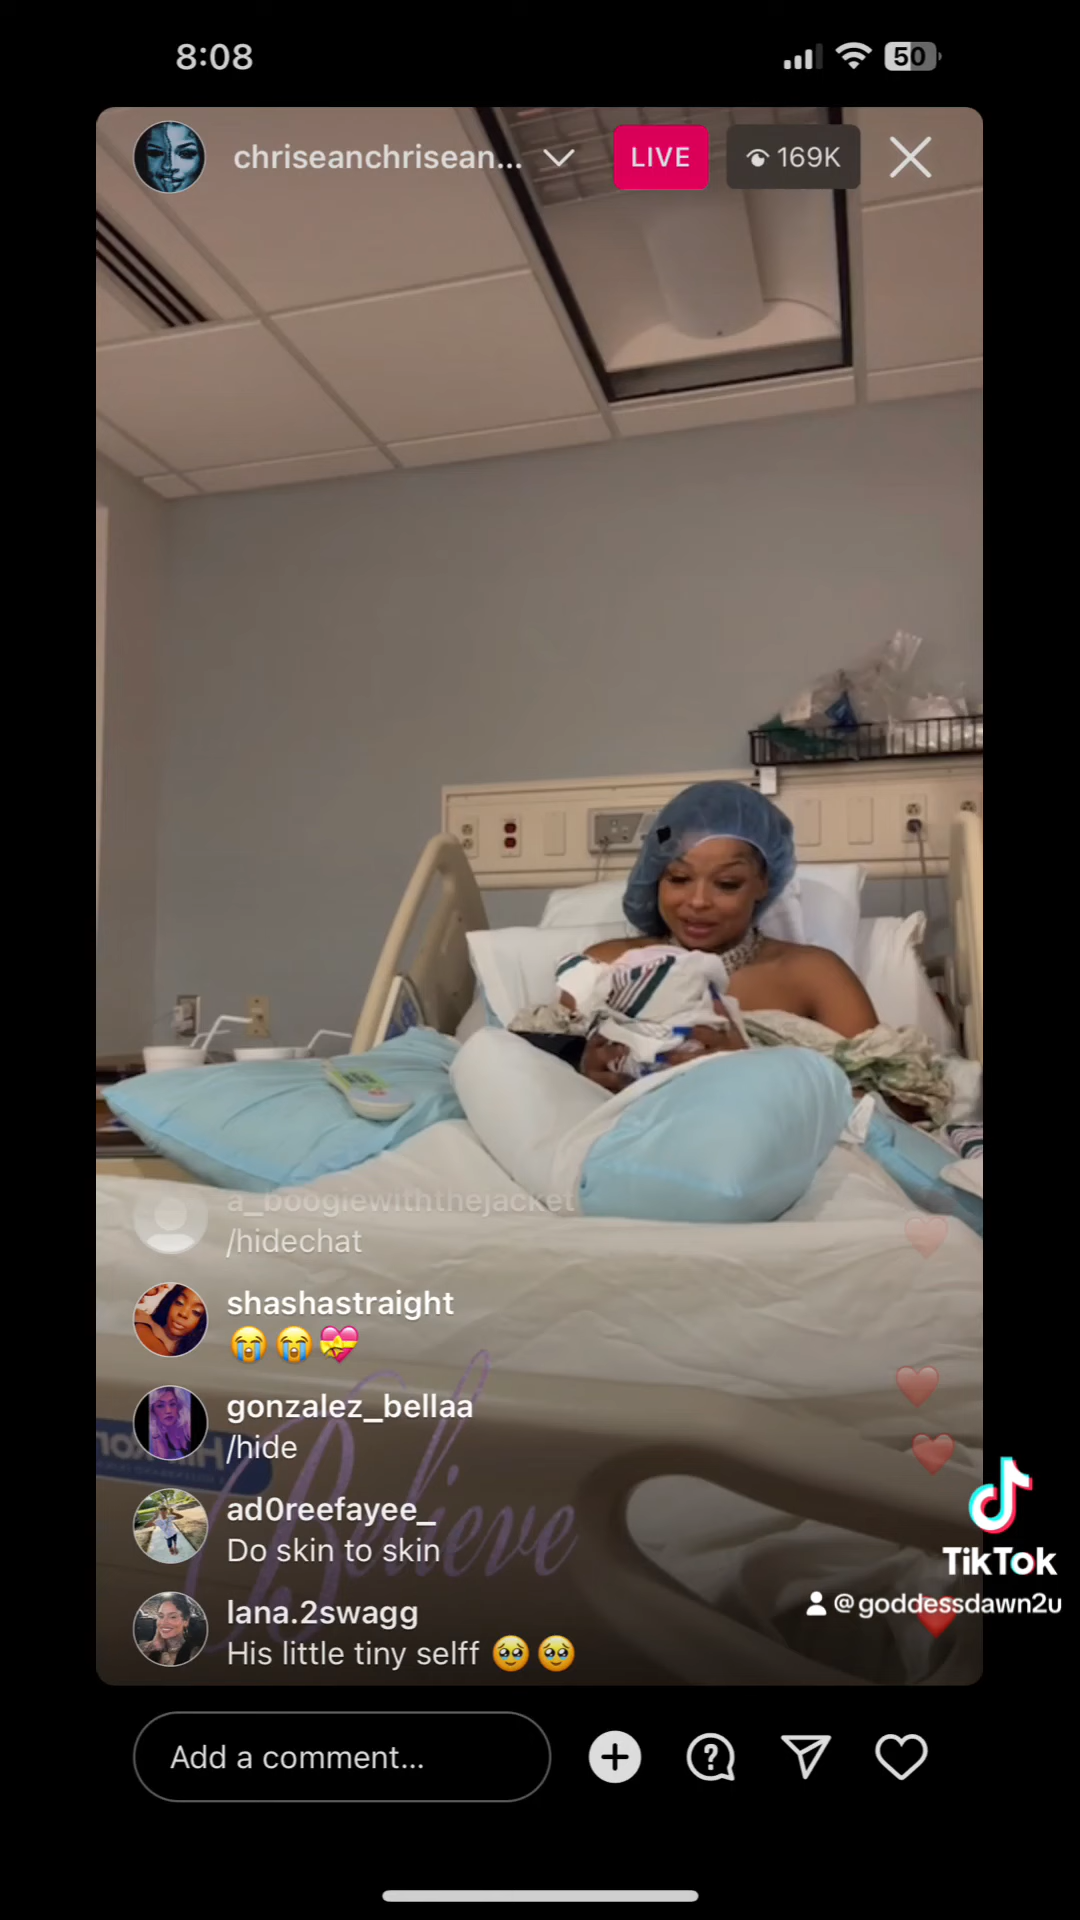 8:08
50
chriseanchrisean...
LIVE
169K
a_boogiewiththejacket
/hidechat
shashastraight
😭😭💝
gonzalez_bellaa
/hide
ad0reefayee_
Do skin to skin
lana.2swagg
His little tiny selff 🥹🥹
Believe
TikTok
@goddessdawn2u
Add a comment...